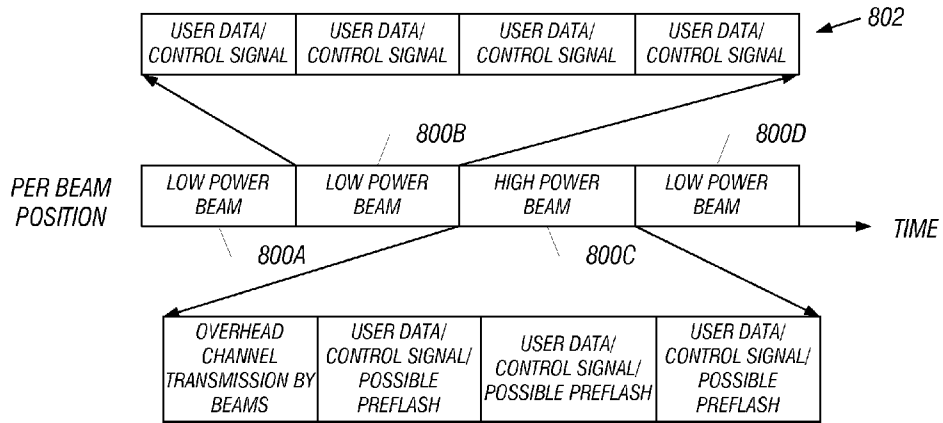 USER DATA/ CONTROL SIGNAL
USER DATA/ CONTROL SIGNAL
USER DATA/ CONTROL SIGNAL
USER DATA/ CONTROL SIGNAL
802
800B
800D
PER BEAM
POSITION
LOW POWER
BEAM
LOW POWER
BEAM
HIGH POWER
BEAM
LOW POWER
BEAM
TIME
800A
800C
OVERHEAD
CHANNEL
TRANSMISSION BY
BEAMS
USER DATA/
CONTROL SIGNAL/
POSSIBLE
PREFLASH
USER DATA/
CONTROL SIGNAL/
POSSIBLE PREFLASH
USER DATA/
CONTROL SIGNAL/
POSSIBLE
PREFLASH